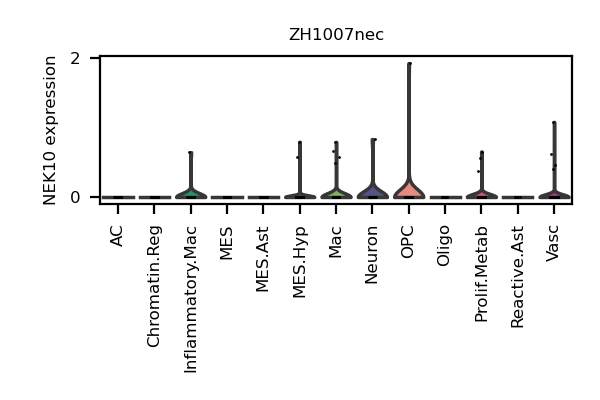 ZH1007nec
NEK10 expression
2
0
AC
Chromatin.Reg
Inflammatory.Mac
MES
MES.Ast
MES.Hyp
Mac
Neuron
OPC
Oligo
Prolif.Metab
Reactive.Ast
Vasc